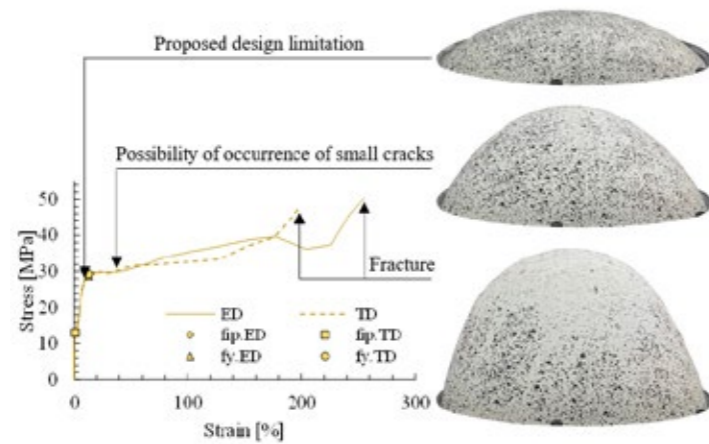 Proposed design limitation
Possibility of occurrence of small cracks
50
40
30
20
10
0
Stress [MPa]
Fracture
ED
TD
fip.ED
fip.TD
fy.ED
fy.TD
0
100
200
300
Strain [%]